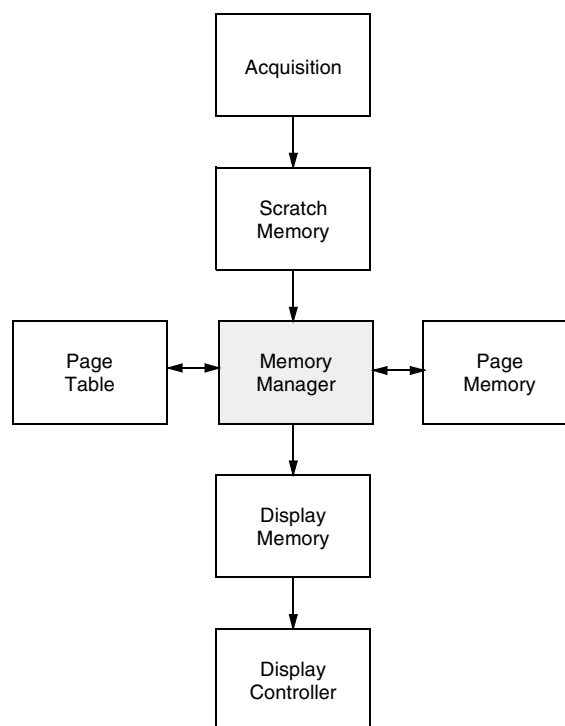 Acquisition
Scratch
Memory
Page
Table
Memory
Manager
Page
Memory
Display
Memory
Display
Controller